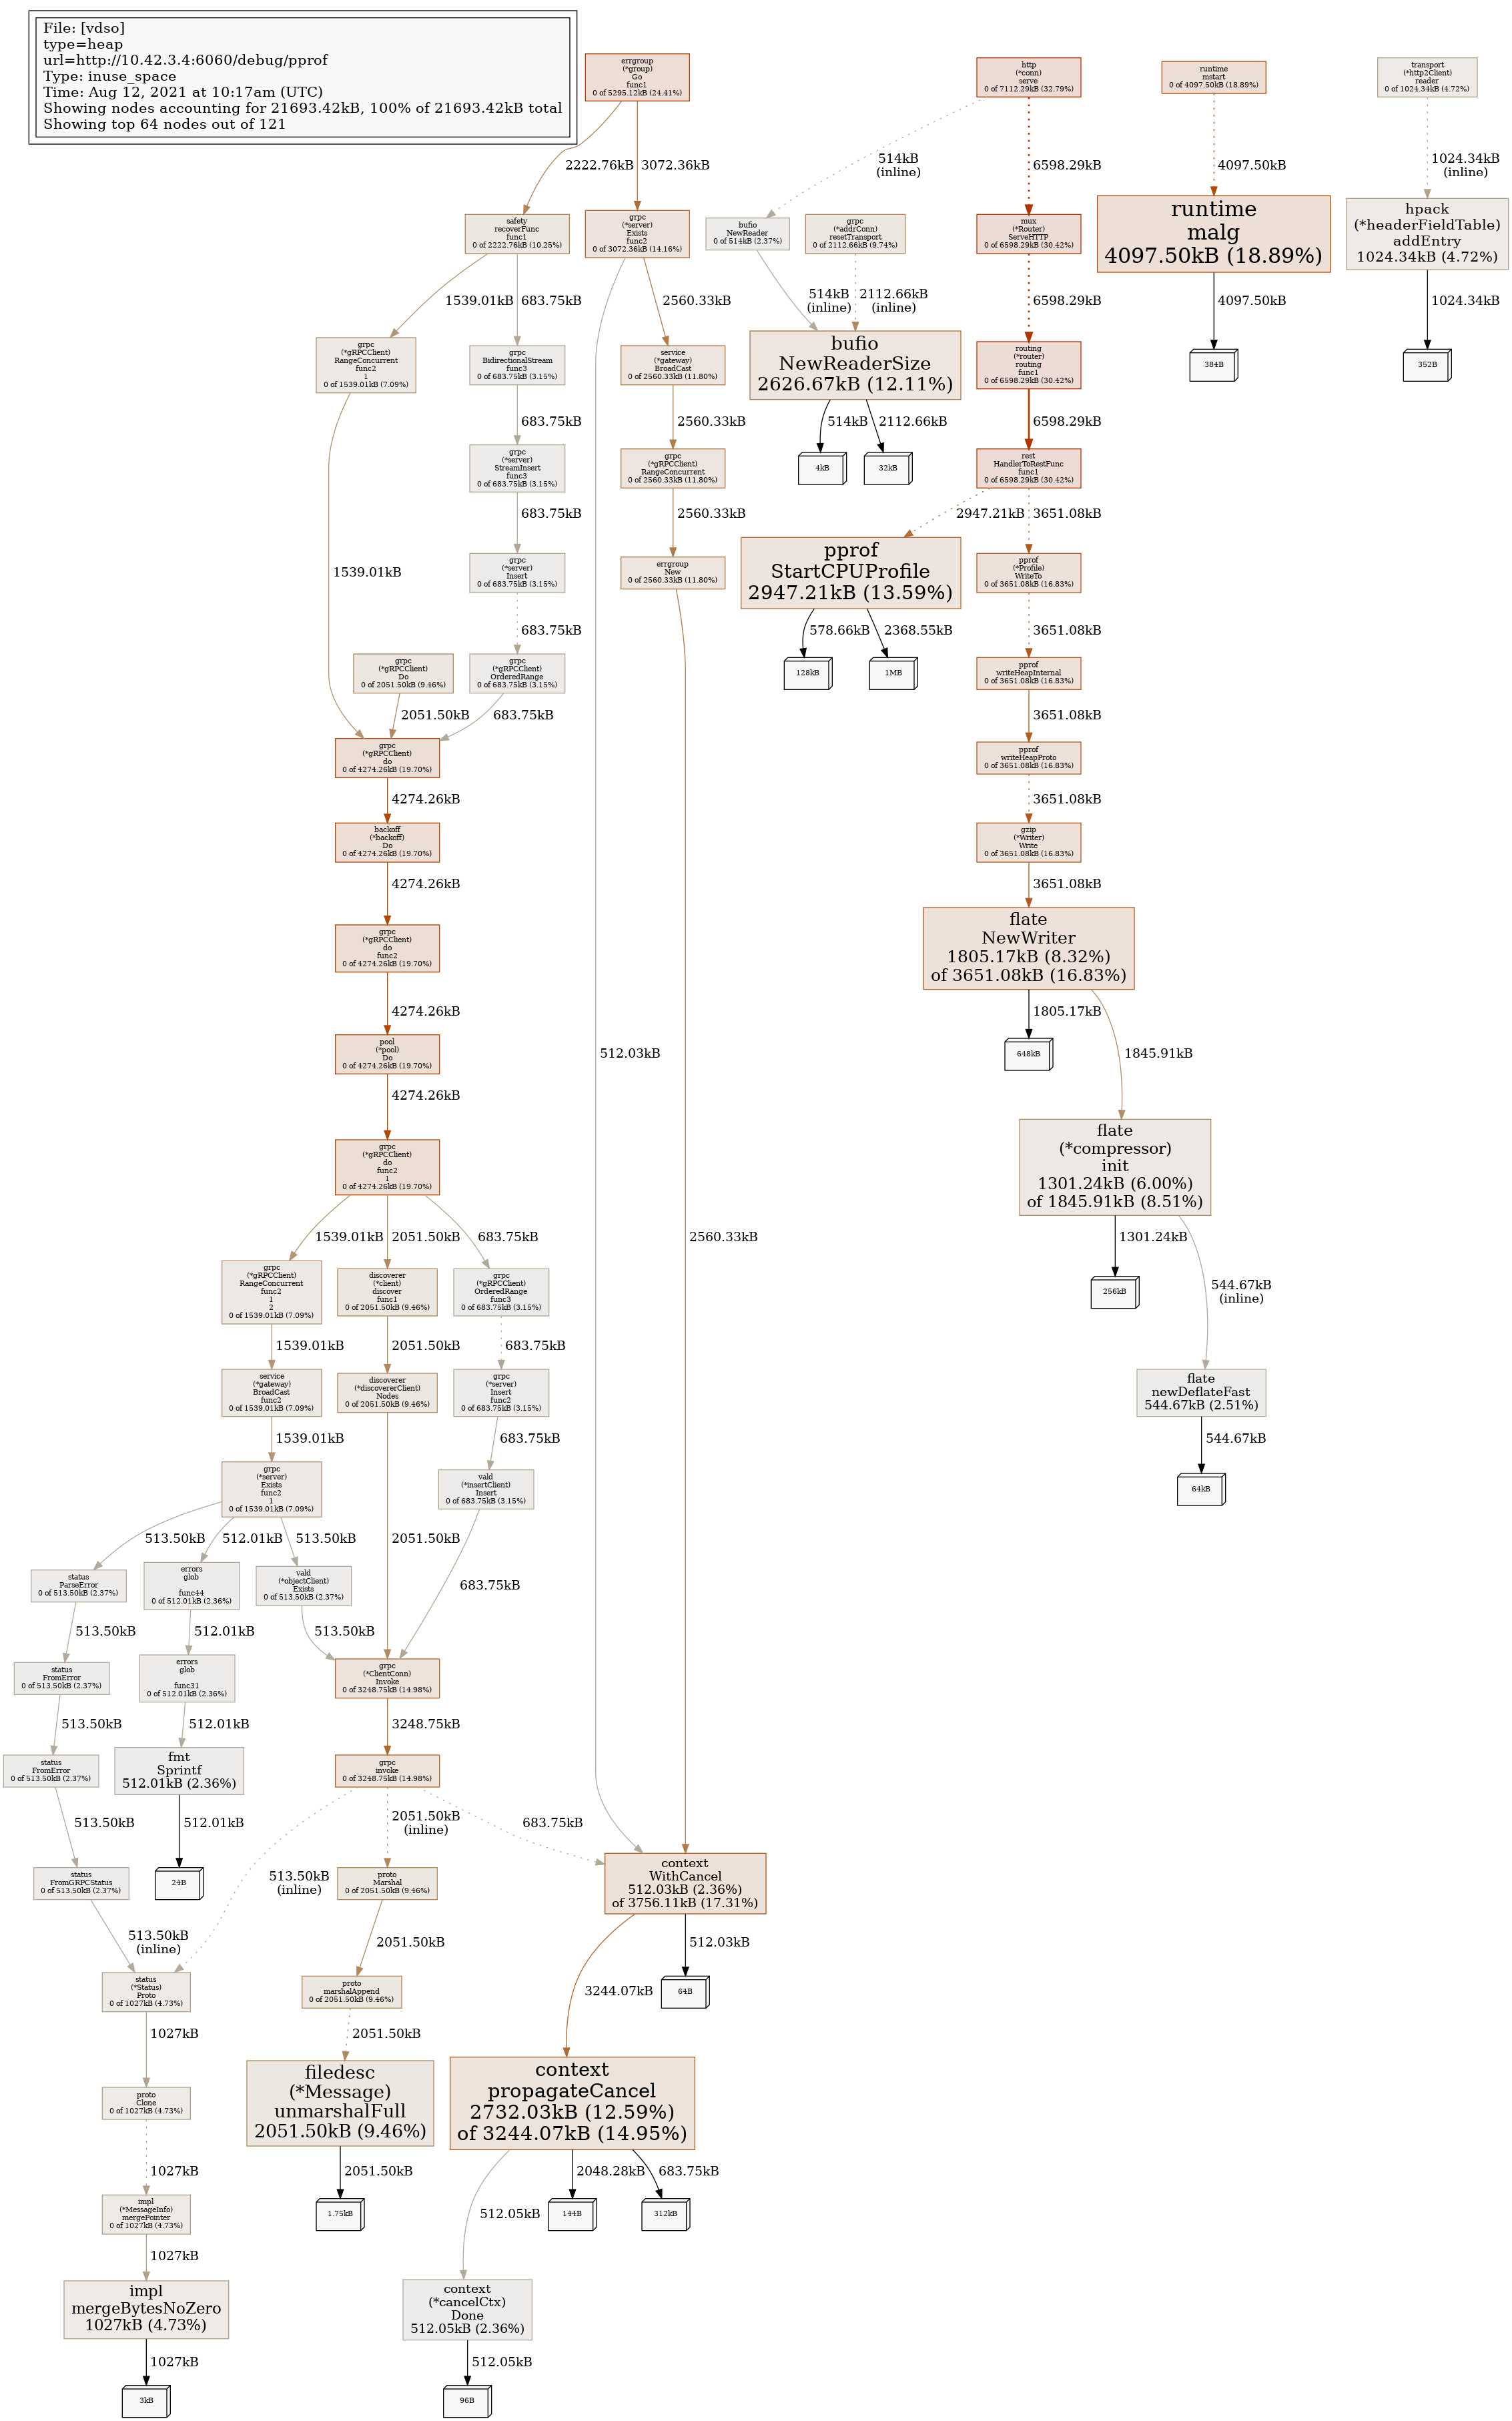 File: [vdso]
type=heap
url=http://10.42.3.4:6060/debug/pprof
Type: inuse_space
Time: Aug 12, 2021 at 10:17am (UTC)
Showing nodes accounting for 21693.42kB, 100% of 21693.42kB total
Showing top 64 nodes out of 121
errgroup
(*group)
Go
func1
0 of 5295.12kB (24.41%)
http
(*conn)
serve
0 of 7112.29kB (32.79%)
runtime
mstart
0 of 4097.50kB (18.89%)
transport
(*http2Client)
reader
0 of 1024.34kB (4.72%)
2222.76kB
3072.36kB
514kB
(inline)
6598.29kB
4097.50kB
1024.34kB
(inline)
safety
recoverFunc
func1
0 of 2222.76kB (10.25%)
grpc
(*server)
Exists
func2
0 of 3072.36kB (14.16%)
bufio
NewReader
0 of 514kB (2.37%)
grpc
(*addrConn)
resetTransport
0 of 2112.66kB (9.74%)
mux
(*Router)
ServeHTTP
0 of 6598.29kB (30.42%)
runtime
malg
4097.50kB (18.89%)
hpack
(*headerFieldTable)
addEntry
1024.34kB (4.72%)
1539.01kB
683.75kB
2560.33kB
514kB
(inline)
2112.66kB
(inline)
6598.29kB
4097.50kB
1024.34kB
grpc
(*gRPCClient)
RangeConcurrent
func2
1
0 of 1539.01kB (7.09%)
grpc
BidirectionalStream
func3
0 of 683.75kB (3.15%)
service
(*gateway)
BroadCast
0 of 2560.33kB (11.80%)
bufio
NewReaderSize
2626.67kB (12.11%)
routing
(*router)
routing
func1
0 of 6598.29kB (30.42%)
384B
352B
683.75kB
2560.33kB
514kB
2112.66kB
6598.29kB
grpc
(*server)
StreamInsert
func3
0 of 683.75kB (3.15%)
grpc
(*gRPCClient)
RangeConcurrent
0 of 2560.33kB (11.80%)
4kB
32kB
rest
HandlerToRestFunc
func1
0 of 6598.29kB (30.42%)
1539.01kB
683.75kB
2560.33kB
2947.21kB
3651.08kB
grpc
(*server)
Insert
0 of 683.75kB (3.15%)
errgroup
New
0 of 2560.33kB (11.80%)
pprof
StartCPUProfile
2947.21kB (13.59%)
pprof
(*Profile)
WriteTo
0 of 3651.08kB (16.83%)
683.75kB
578.66kB
2368.55kB
3651.08kB
grpc
(*gRPCClient)
Do
0 of 2051.50kB (9.46%)
grpc
(*gRPCClient)
OrderedRange
0 of 683.75kB (3.15%)
128kB
1MB
pprof
writeHeapInternal
0 of 3651.08kB (16.83%)
2051.50kB
683.75kB
3651.08kB
grpc
(*gRPCClient)
do
0 of 4274.26kB (19.70%)
pprof
writeHeapProto
0 of 3651.08kB (16.83%)
4274.26kB
3651.08kB
backoff
(*backoff)
Do
0 of 4274.26kB (19.70%)
gzip
(*Writer)
Write
0 of 3651.08kB (16.83%)
4274.26kB
3651.08kB
grpc
(*gRPCClient)
do
func2
0 of 4274.26kB (19.70%)
flate
NewWriter
1805.17kB (8.32%)
of 3651.08kB (16.83%)
4274.26kB
512.03kB
1805.17kB
1845.91kB
pool
(*pool)
Do
0 of 4274.26kB (19.70%)
648kB
4274.26kB
grpc
(*gRPCClient)
do
func2
1
0 of 4274.26kB (19.70%)
flate
(*compressor)
init
1301.24kB (6.00%)
of 1845.91kB (8.51%)
1539.01kB
2051.50kB
683.75kB
2560.33kB
1301.24kB
544.67kB
(inline)
grpc
(*gRPCClient)
RangeConcurrent
func2
1
2
0 of 1539.01kB (7.09%)
discoverer
(*client)
discover
func1
0 of 2051.50kB (9.46%)
grpc
(*gRPCClient)
OrderedRange
func3
0 of 683.75kB (3.15%)
256kB
1539.01kB
2051.50kB
683.75kB
service
(*gateway)
BroadCast
func2
0 of 1539.01kB (7.09%)
discoverer
(*discovererClient)
Nodes
0 of 2051.50kB (9.46%)
grpc
(*server)
Insert
func2
0 of 683.75kB (3.15%)
flate
newDeflateFast
544.67kB (2.51%)
1539.01kB
683.75kB
544.67kB
grpc
(*server)
Exists
func2
1
0 of 1539.01kB (7.09%)
vald
(*insertClient)
Insert
0 of 683.75kB (3.15%)
64kB
513.50kB
512.01kB
513.50kB
2051.50kB
683.75kB
status
ParseError
0 of 513.50kB (2.37%)
errors
glob
func44
0 of 512.01kB (2.36%)
vald
(*objectClient)
Exists
0 of 513.50kB (2.37%)
513.50kB
512.01kB
513.50kB
status
FromError
0 of 513.50kB (2.37%)
errors
glob
func31
0 of 512.01kB (2.36%)
grpc
(*ClientConn)
Invoke
0 of 3248.75kB (14.98%)
513.50kB
512.01kB
3248.75kB
status
FromError
0 of 513.50kB (2.37%)
fmt
Sprintf
512.01kB (2.36%)
grpc
invoke
0 of 3248.75kB (14.98%)
513.50kB
512.01kB
513.50kB
(inline)
2051.50kB
(inline)
683.75kB
status
FromGRPCStatus
0 of 513.50kB (2.37%)
24B
proto
Marshal
0 of 2051.50kB (9.46%)
context
WithCancel
512.03kB (2.36%)
of 3756.11kB (17.31%)
513.50kB
(inline)
2051.50kB
3244.07kB
512.03kB
status
(*Status)
Proto
0 of 1027kB (4.73%)
proto
marshalAppend
0 of 2051.50kB (9.46%)
64B
1027kB
2051.50kB
proto
Clone
0 of 1027kB (4.73%)
filedesc
(*Message)
unmarshalFull
2051.50kB (9.46%)
context
propagateCancel
2732.03kB (12.59%)
of 3244.07kB (14.95%)
1027kB
2051.50kB
512.05kB
2048.28kB
683.75kB
impl
(*MessageInfo)
mergePointer
0 of 1027kB (4.73%)
1.75kB
144B
312kB
1027kB
impl
mergeBytesNoZero
1027kB (4.73%)
context
(*cancelCtx)
Done
512.05kB (2.36%)
1027kB
512.05kB
3kB
96B